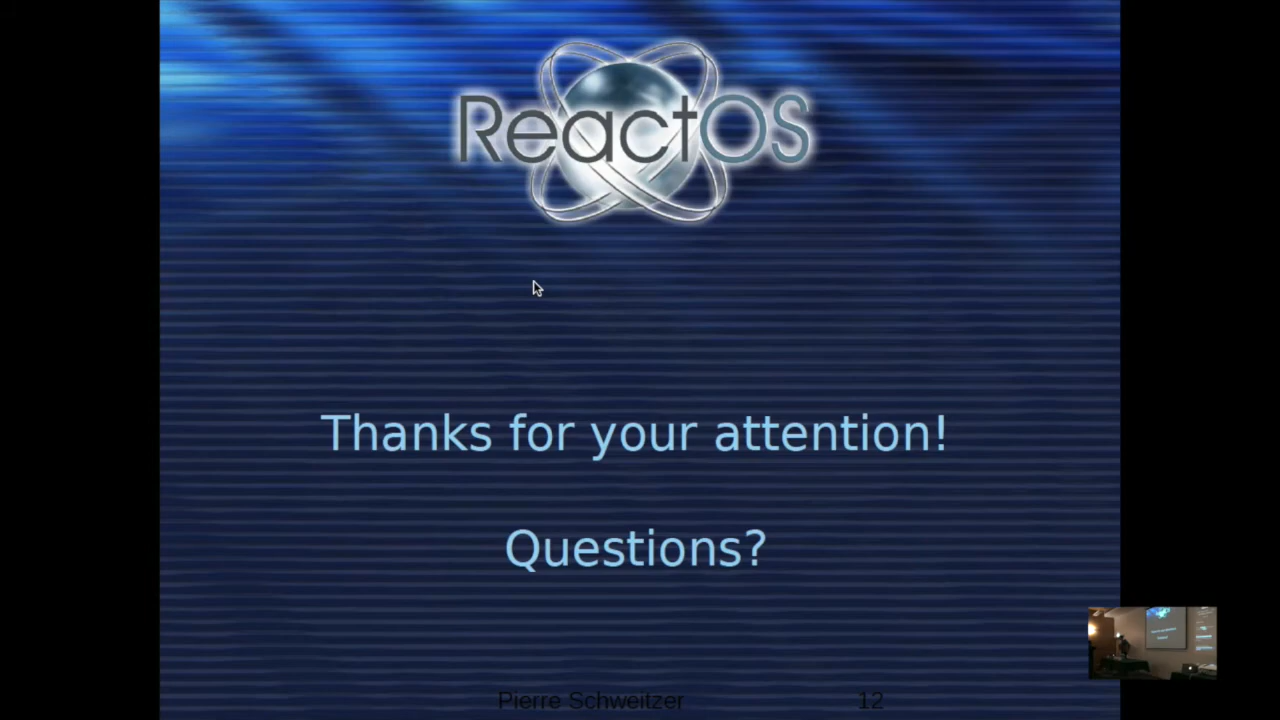 ReactOS
Thanks for your attention!
Questions?
Pierre Schweitzer 12